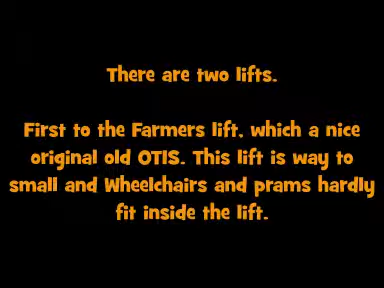 There are two lifts.
First to the Farmers lift, which a nice
original old OTIS. This lift is way to
small and Wheelchairs and prams hardly
fit inside the lift.